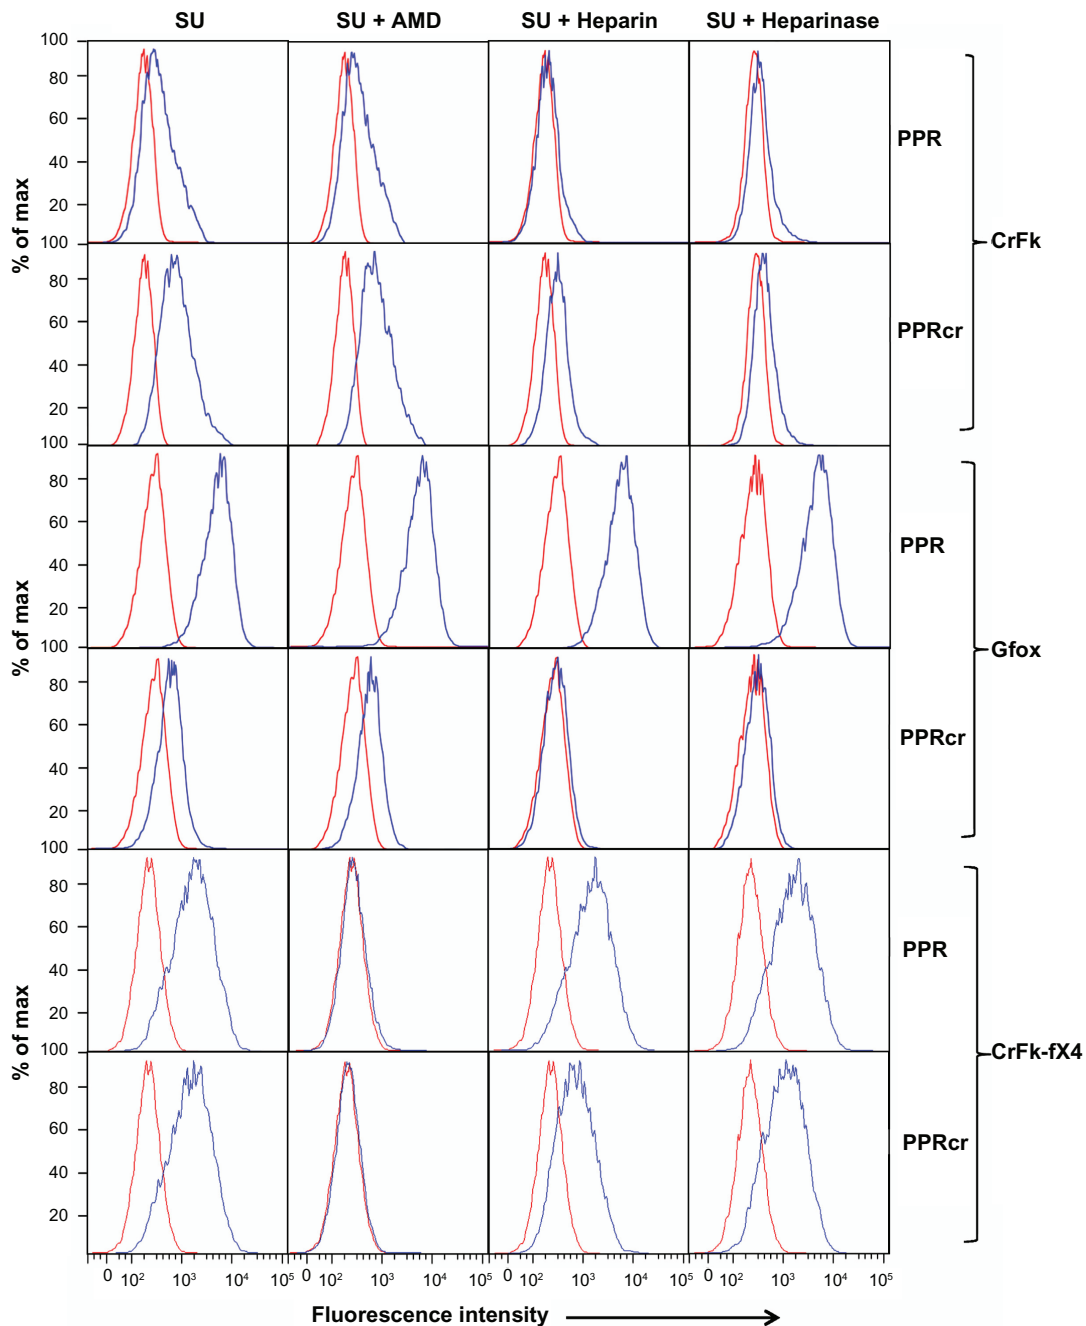 SU SU + AMD SU + Heparin SU + Heparinase
100
80
60
40
20
PPR
% of max
100
80
60
40
20
PPRcr
CrFk
100
80
60
40
20
PPR
% of max
100
80
60
40
20
PPRcr
Gfox
100
80
60
40
20
PPR
% of max
100
80
60
40
20
PPRcr
CrFk-fX4
0 10² 10³ 10⁴ 10⁵ 0 10² 10³ 10⁴ 10⁵ 0 10² 10³ 10⁴ 10⁵ 0 10² 10³ 10⁴ 10⁵
Fluorescence intensity